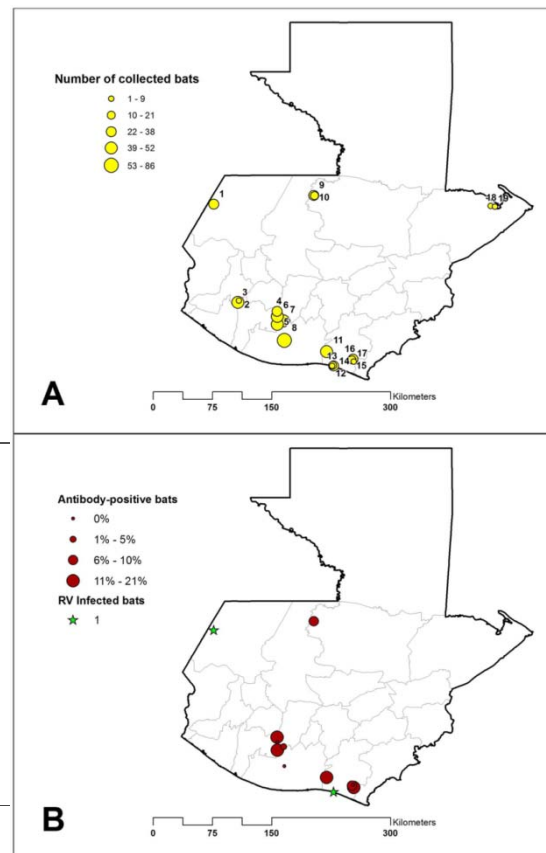 Number of collected bats
1 - 9
10 - 21
22 - 38
39 - 52
53 - 86
1
9
10
18 19
3
2
4
6
7
5
8
11
16
17
13
14
15
12
A
Kilometers
0 75 150 300
Antibody-positive bats
0%
1% - 5%
6% - 10%
11% - 21%
RV Infected bats
1
B
Kilometers
0 75 150 300